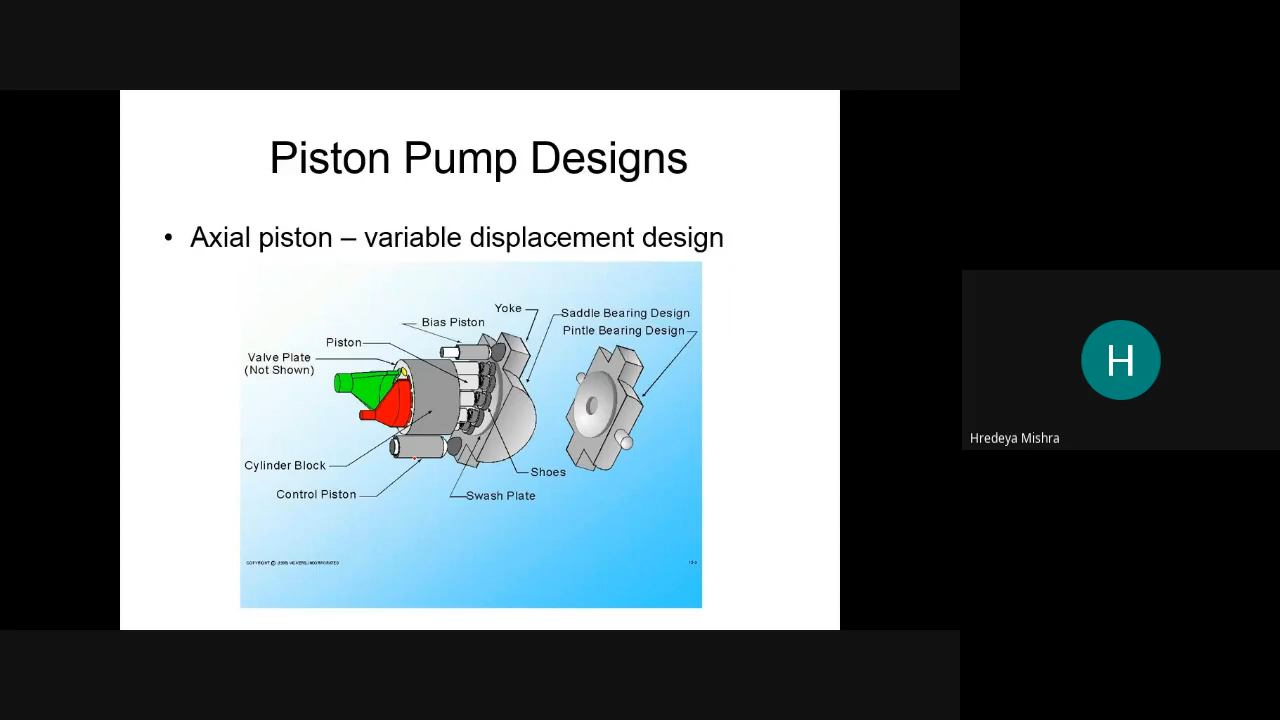 Piston Pump Designs
• Axial piston – variable displacement design
Yoke
Saddle Bearing Design
Bias Piston
Pintle Bearing Design
Piston
Valve Plate
(Not Shown)
Cylinder Block
Shoes
Control Piston
Swash Plate
H
Hredeya Mishra